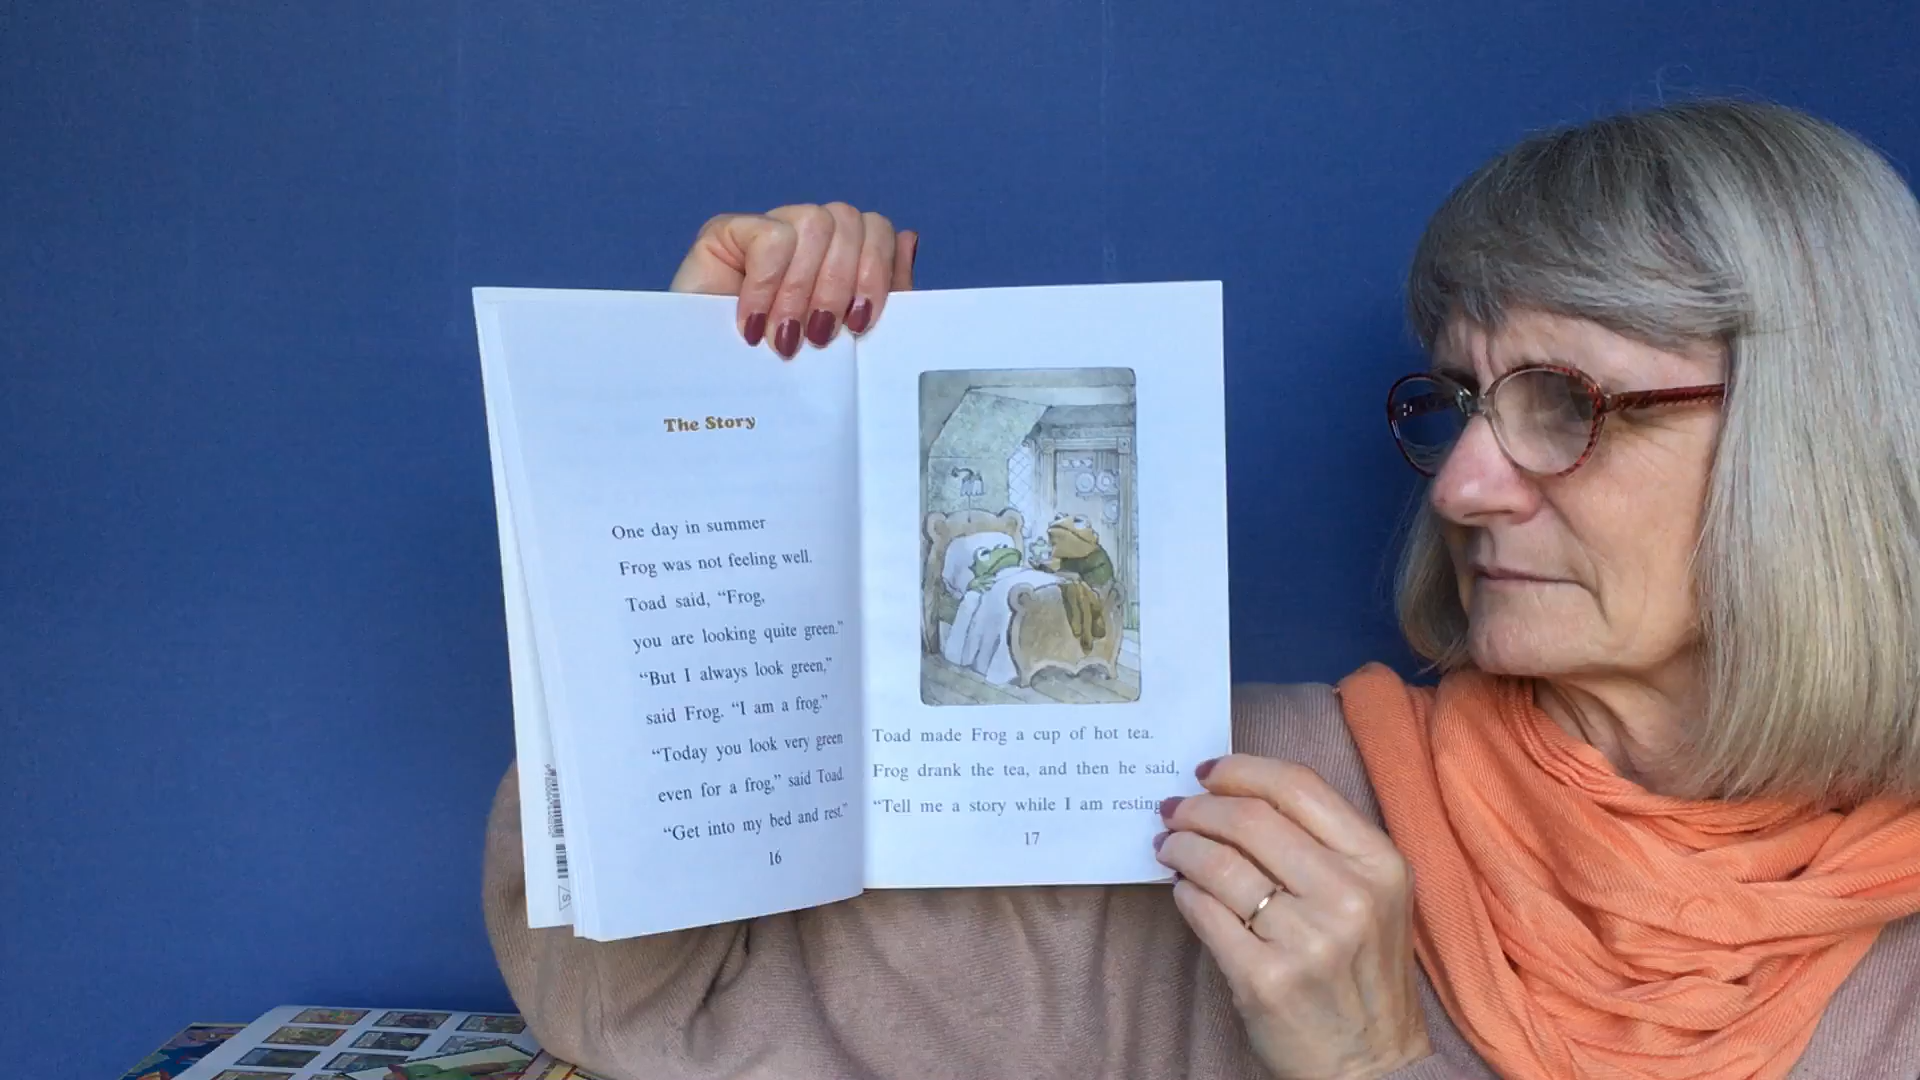 The Story
One day in summer
Frog was not feeling well.
Toad said, “Frog,
you are looking quite green.”
“But I always look green,”
said Frog. “I am a frog.”
“Today you look very green
even for a frog,” said Toad.
“Get into my bed and rest.”
16
Toad made Frog a cup of hot tea.
Frog drank the tea, and then he said,
“Tell me a story while I am resting
17